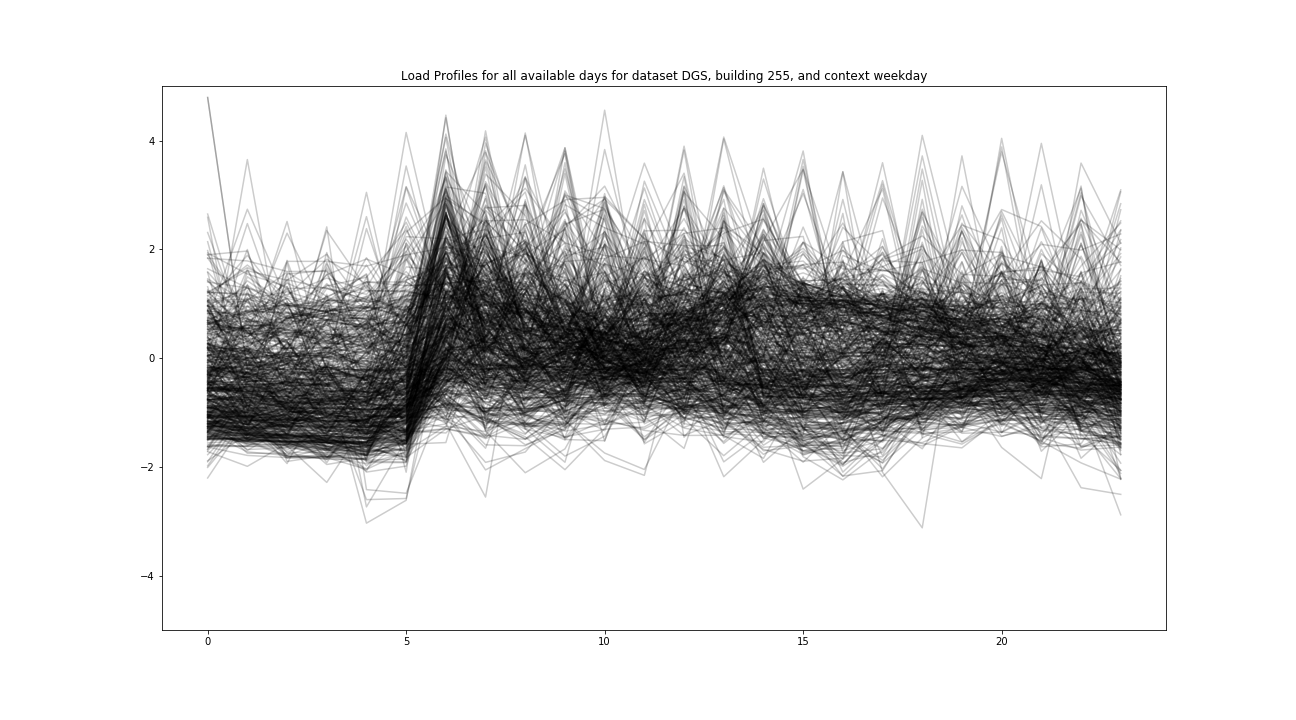 Load Profiles for all available days for dataset DGS, building 255, and context weekday
4
2
0
−2
−4
0 5 10 15 20